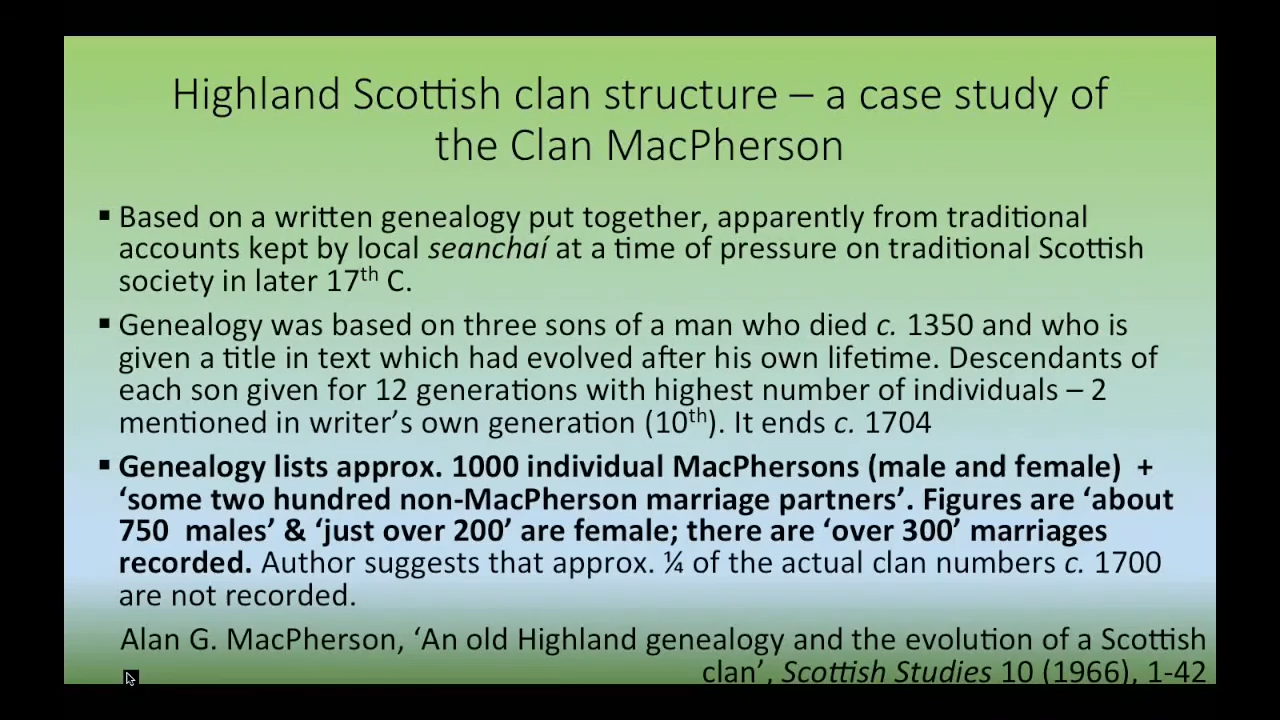 Highland Scottish clan structure – a case study of
the Clan MacPherson
▪ Based on a written genealogy put together, apparently from traditional
accounts kept by local seanchaí at a time of pressure on traditional Scottish
society in later 17th C.
▪ Genealogy was based on three sons of a man who died c. 1350 and who is
given a title in text which had evolved after his own lifetime. Descendants of
each son given for 12 generations with highest number of individuals – 2
mentioned in writer’s own generation (10th). It ends c. 1704
▪ Genealogy lists approx. 1000 individual MacPhersons (male and female) +
‘some two hundred non-MacPherson marriage partners’. Figures are ‘about
750 males’ & ‘just over 200’ are female; there are ‘over 300’ marriages
recorded. Author suggests that approx. ¼ of the actual clan numbers c. 1700
are not recorded.
Alan G. MacPherson, ‘An old Highland genealogy and the evolution of a Scottish
clan’, Scottish Studies 10 (1966), 1-42